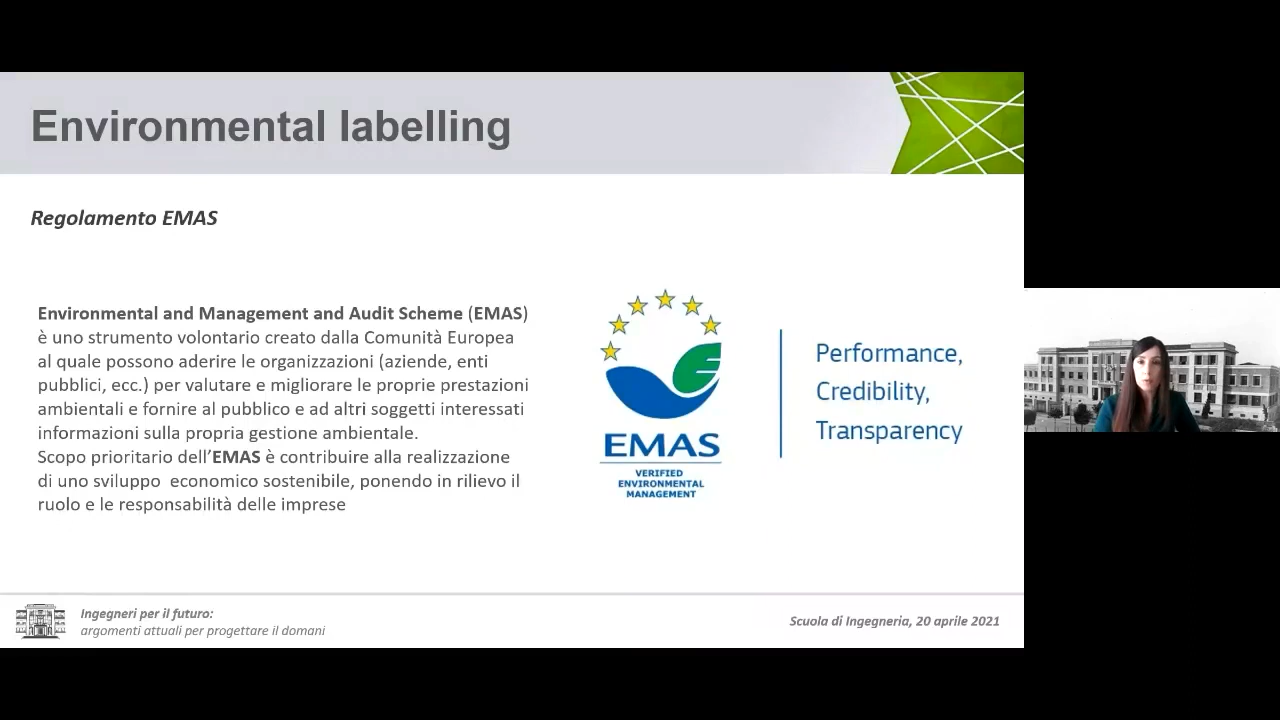 Environmental labelling
Regolamento EMAS
Environmental and Management and Audit Scheme (EMAS)
è uno strumento volontario creato dalla Comunità Europea
al quale possono aderire le organizzazioni (aziende, enti
pubblici, ecc.) per valutare e migliorare le proprie prestazioni
ambientali e fornire al pubblico e ad altri soggetti interessati
informazioni sulla propria gestione ambientale.
Scopo prioritario dell'EMAS è contribuire alla realizzazione
di uno sviluppo economico sostenibile, ponendo in rilievo il
ruolo e le responsabilità delle imprese
EMAS
VERIFIED
ENVIRONMENTAL
MANAGEMENT
Performance,
Credibility,
Transparency
Ingegneri per il futuro:
argomenti attuali per progettare il domani
Scuola di Ingegneria, 20 aprile 2021